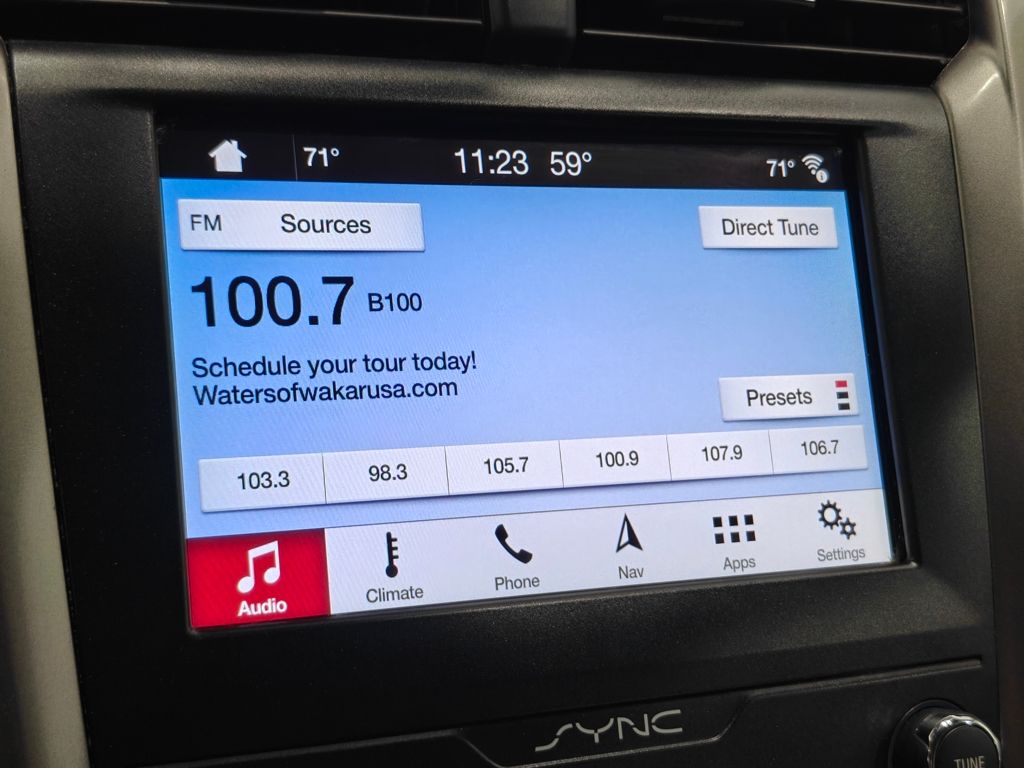 71° 11:23 59° 71°
FM Sources Direct Tune
100.7 B100
Schedule your tour today!
Watersofwakarusa.com
Presets
103.3 98.3 105.7 100.9 107.9 106.7
Audio Climate Phone Nav Apps Settings
SYNC
TUNE